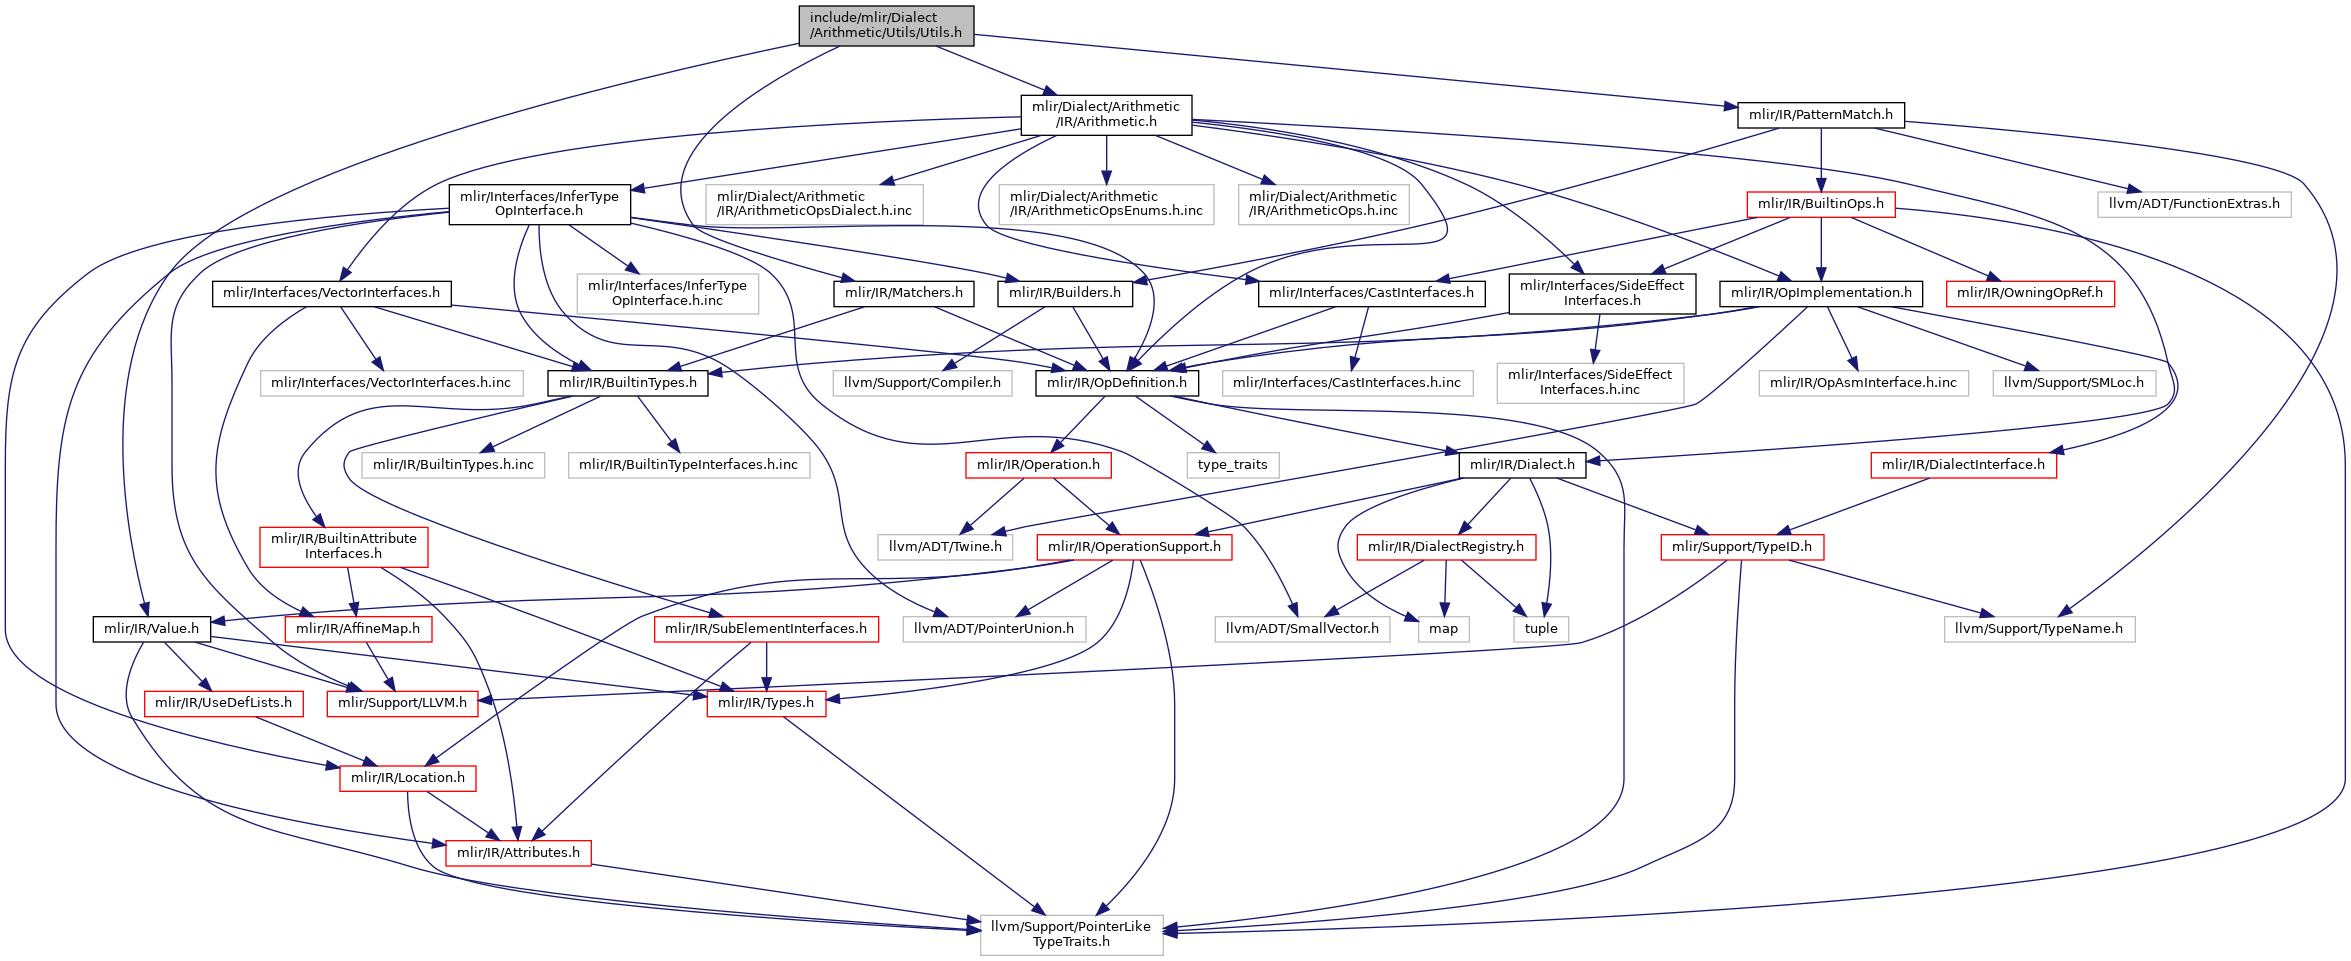 include/mlir/Dialect
/Arithmetic/Utils/Utils.h
mlir/Dialect/Arithmetic
/IR/Arithmetic.h
mlir/IR/PatternMatch.h
mlir/Interfaces/InferType
OpInterface.h
mlir/Dialect/Arithmetic
/IR/ArithmeticOpsDialect.h.inc
mlir/Dialect/Arithmetic
/IR/ArithmeticOpsEnums.h.inc
mlir/Dialect/Arithmetic
/IR/ArithmeticOps.h.inc
mlir/IR/BuiltinOps.h
llvm/ADT/FunctionExtras.h
mlir/Interfaces/VectorInterfaces.h
mlir/Interfaces/InferType
OpInterface.h.inc
mlir/IR/Matchers.h
mlir/IR/Builders.h
mlir/Interfaces/CastInterfaces.h
mlir/Interfaces/SideEffect
Interfaces.h
mlir/IR/OpImplementation.h
mlir/IR/OwningOpRef.h
mlir/Interfaces/VectorInterfaces.h.inc
mlir/IR/BuiltinTypes.h
llvm/Support/Compiler.h
mlir/IR/OpDefinition.h
mlir/Interfaces/CastInterfaces.h.inc
mlir/Interfaces/SideEffect
Interfaces.h.inc
mlir/IR/OpAsmInterface.h.inc
llvm/Support/SMLoc.h
mlir/IR/BuiltinTypes.h.inc
mlir/IR/BuiltinTypeInterfaces.h.inc
mlir/IR/Operation.h
type_traits
mlir/IR/Dialect.h
mlir/IR/DialectInterface.h
mlir/IR/BuiltinAttribute
Interfaces.h
llvm/ADT/Twine.h
mlir/IR/OperationSupport.h
mlir/IR/DialectRegistry.h
mlir/Support/TypeID.h
mlir/IR/Value.h
mlir/IR/AffineMap.h
mlir/IR/SubElementInterfaces.h
llvm/ADT/PointerUnion.h
llvm/ADT/SmallVector.h
map
tuple
llvm/Support/TypeName.h
mlir/IR/UseDefLists.h
mlir/Support/LLVM.h
mlir/IR/Types.h
mlir/IR/Location.h
mlir/IR/Attributes.h
llvm/Support/PointerLike
TypeTraits.h